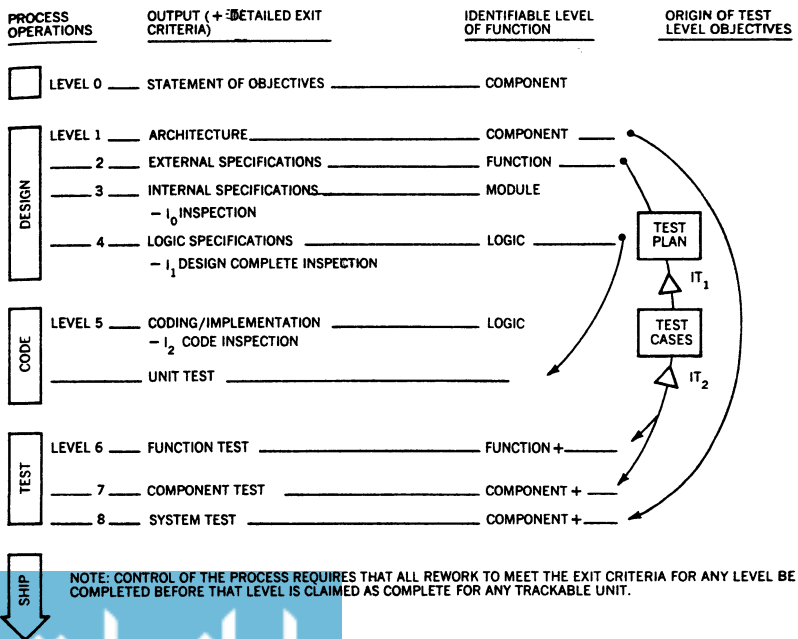 PROCESS OPERATIONS
OUTPUT (+ DETAILED EXIT CRITERIA)
IDENTIFIABLE LEVEL OF FUNCTION
ORIGIN OF TEST LEVEL OBJECTIVES
LEVEL 0 STATEMENT OF OBJECTIVES COMPONENT
DESIGN
LEVEL 1 ARCHITECTURE COMPONENT
2 EXTERNAL SPECIFICATIONS FUNCTION
3 INTERNAL SPECIFICATIONS MODULE
– I0 INSPECTION
4 LOGIC SPECIFICATIONS LOGIC
– I1 DESIGN COMPLETE INSPECTION
TEST PLAN
IT1
CODE
LEVEL 5 CODING/IMPLEMENTATION LOGIC
– I2 CODE INSPECTION
UNIT TEST
TEST CASES
IT2
TEST
LEVEL 6 FUNCTION TEST FUNCTION +
7 COMPONENT TEST COMPONENT +
8 SYSTEM TEST COMPONENT +
SHIP
NOTE: CONTROL OF THE PROCESS REQUIRES THAT ALL REWORK TO MEET THE EXIT CRITERIA FOR ANY LEVEL BE
COMPLETED BEFORE THAT LEVEL IS CLAIMED AS COMPLETE FOR ANY TRACKABLE UNIT.